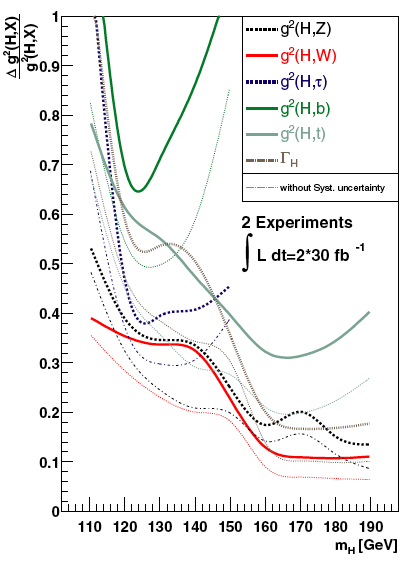 Δ g²(H,X)
g²(H,X)
1
0.9
0.8
0.7
0.6
0.5
0.4
0.3
0.2
0.1
0
g²(H,Z)
g²(H,W)
g²(H,τ)
g²(H,b)
g²(H,t)
Γ_H
without Syst. uncertainty
2 Experiments
∫ L dt=2*30 fb⁻¹
110 120 130 140 150 160 170 180 190
m_H [GeV]